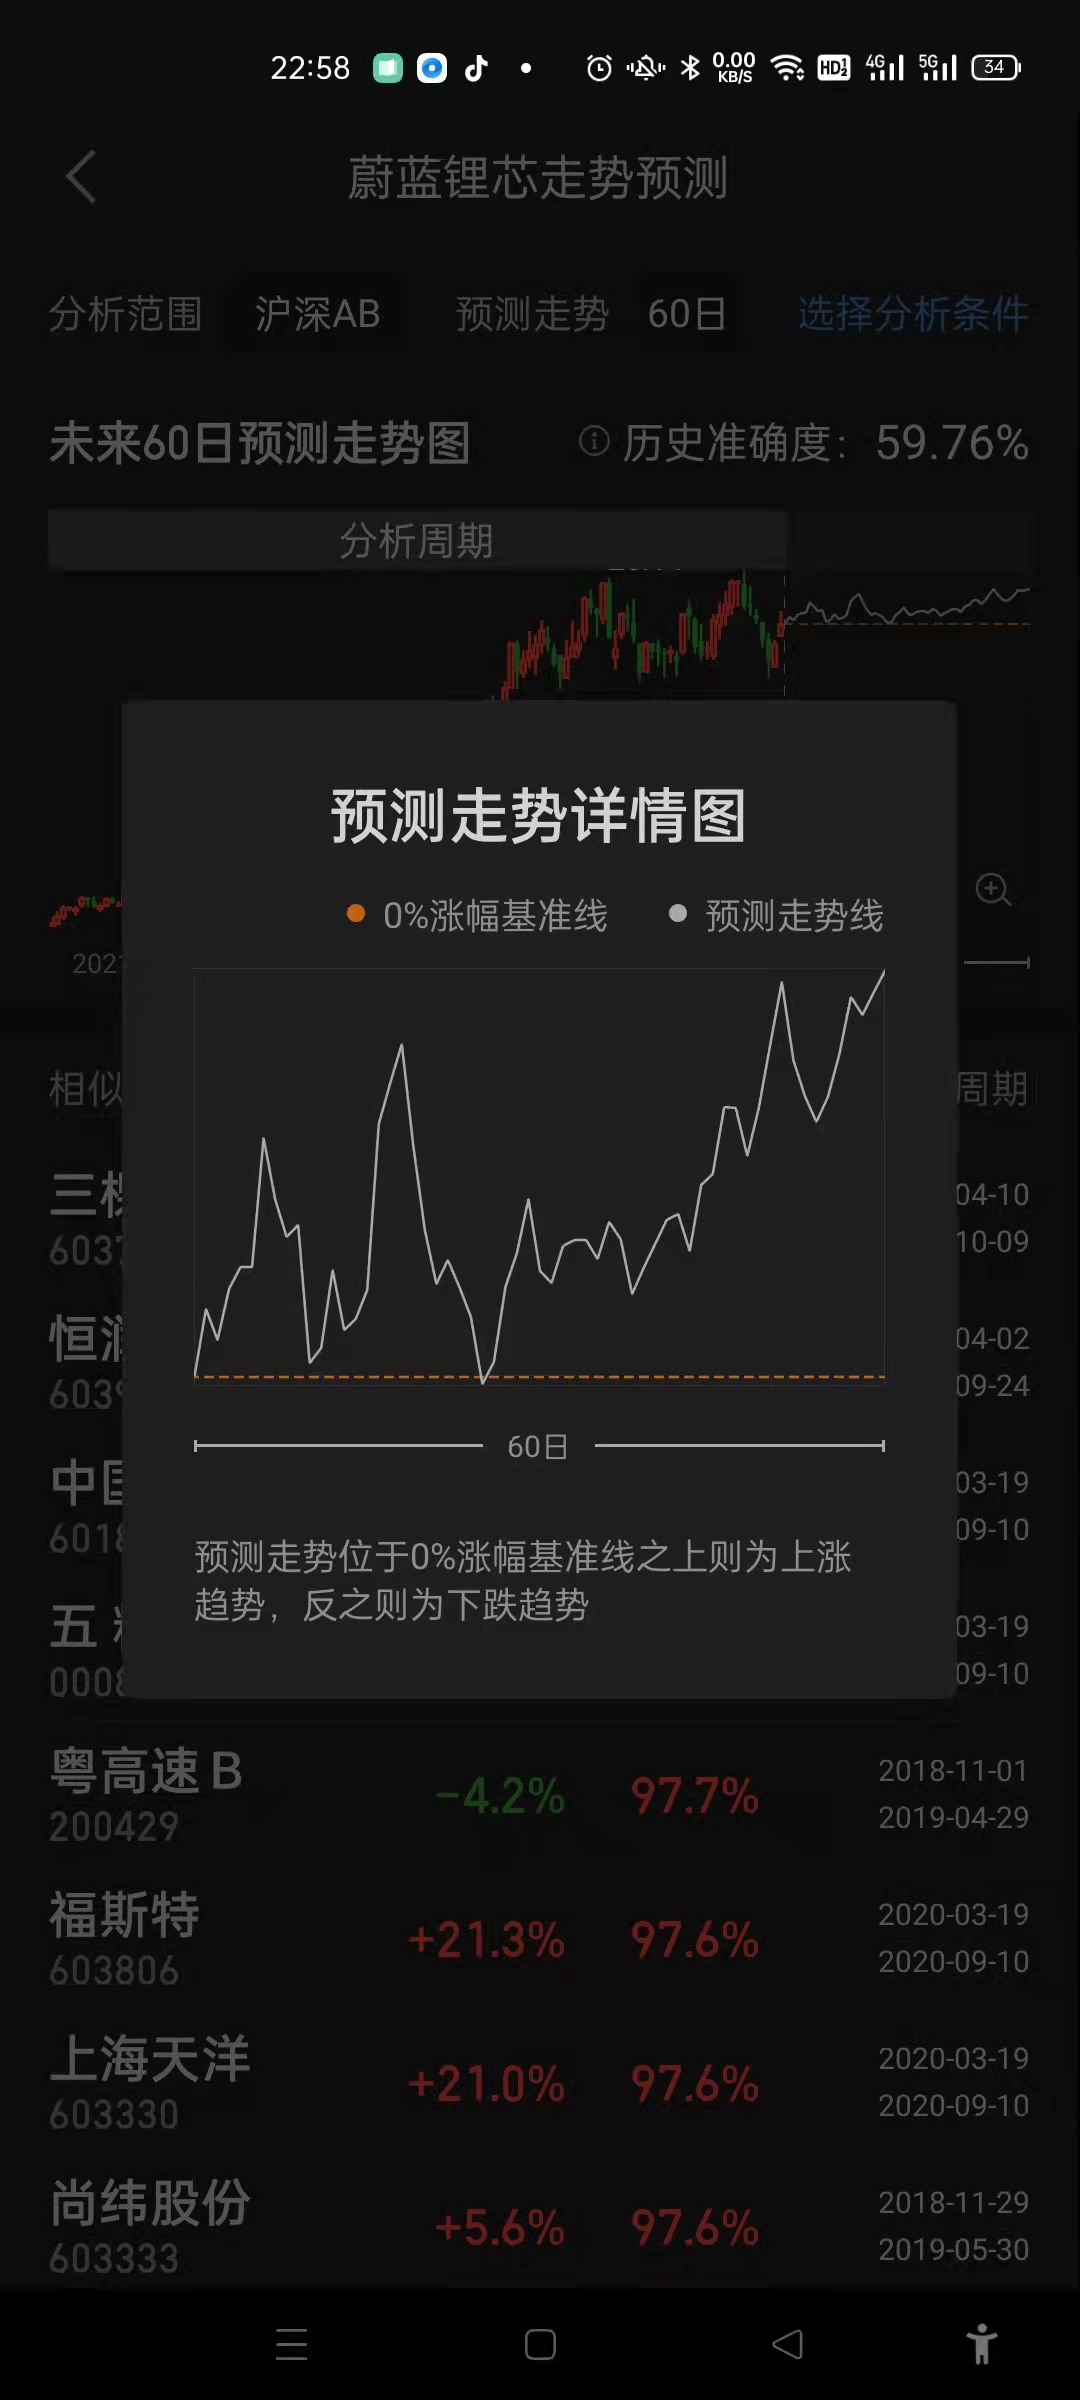 22:58 0.00 KB/S HD 4G 5G 34
蔚蓝锂芯走势预测
分析范围 沪深AB 预测走势 60日 选择分析条件
未来60日预测走势图 历史准确度：59.76%
分析周期
预测走势详情图
0%涨幅基准线 预测走势线
202
相似 周期
三 04-10
603 10-09
60日
恒 04-02
603 09-24
中 03-19
601 09-10
预测走势位于0%涨幅基准线之上则为上涨
趋势，反之则为下跌趋势
五 03-19
000 09-10
粤高速B -4.2% 97.7% 2018-11-01
200429 2019-04-29
福斯特 +21.3% 97.6% 2020-03-19
603806 2020-09-10
上海天洋 +21.0% 97.6% 2020-03-19
603330 2020-09-10
尚纬股份 +5.6% 97.6% 2018-11-29
603333 2019-05-30